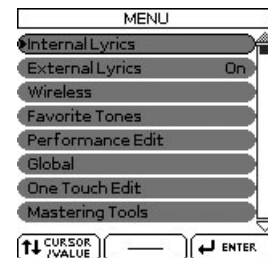 MENU
Internal Lyrics
External Lyrics On
Wireless
Favorite Tones
Performance Edit
Global
One Touch Edit
Mastering Tools
CURSOR
/VALUE
ENTER